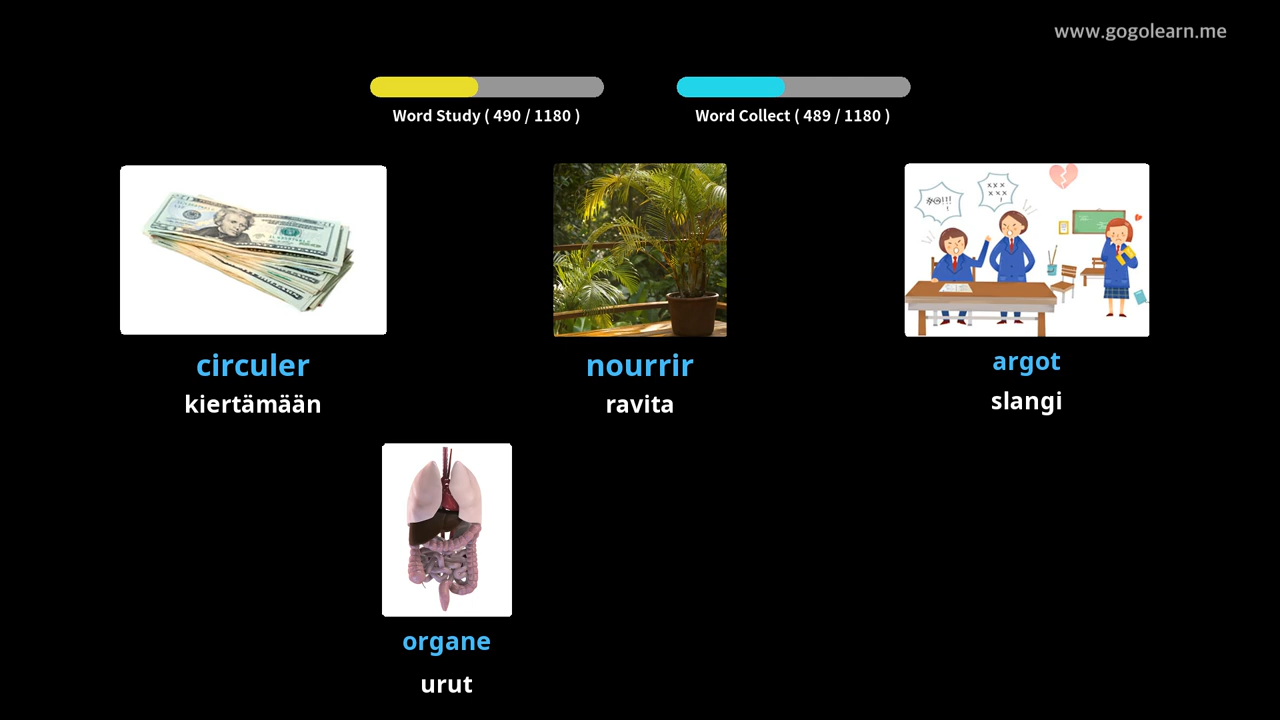 www.gogolearn.me
Word Study ( 490 / 1180 )
Word Collect ( 489 / 1180 )
circuler
kiertämään
nourrir
ravita
argot
slangi
organe
urut